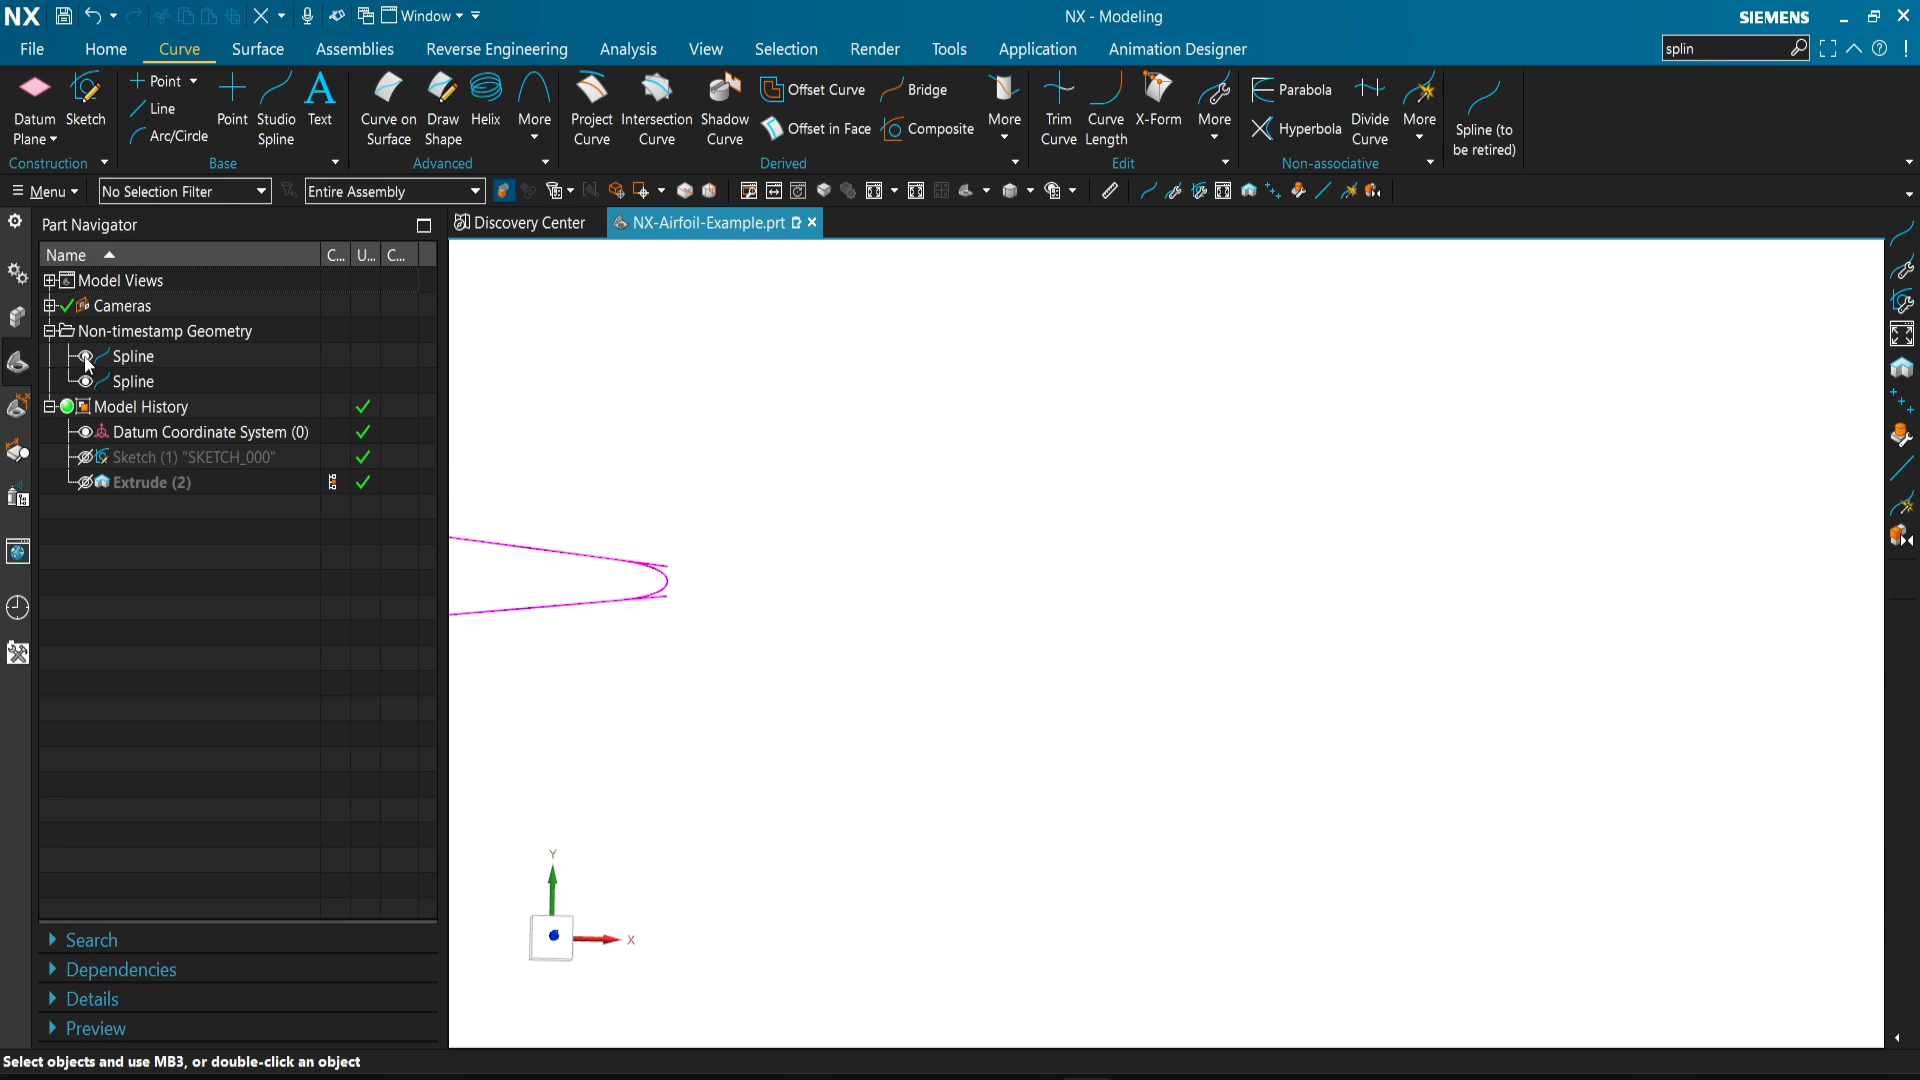 NX Window NX - Modeling SIEMENS
File Home Curve Surface Assemblies Reverse Engineering Analysis View Selection Render Tools Application Animation Designer splin
Point Line Arc/Circle
Datum Plane Sketch Point Studio Spline Text Curve on Surface Draw Shape Helix More Project Curve Intersection Curve Shadow Curve Offset Curve Offset in Face Bridge Composite More Trim Curve Curve Length X-Form More Parabola Hyperbola Divide Curve More Spline (to be retired)
Construction Base Advanced Derived Edit Non-associative
Menu No Selection Filter Entire Assembly
Part Navigator Discovery Center NX-Airfoil-Example.prt
Name C... U... C...
Model Views
Cameras
Non-timestamp Geometry
Spline
Spline
Model History
Datum Coordinate System (0)
Sketch (1) "SKETCH_000"
Extrude (2)
Y
X
Search
Dependencies
Details
Preview
Select objects and use MB3, or double-click an object